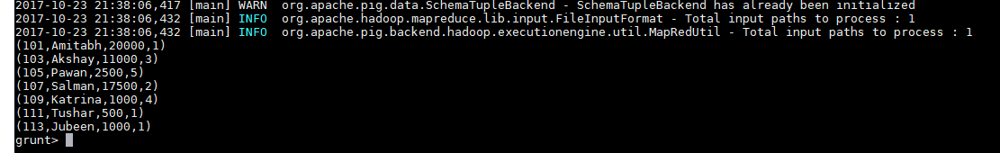 2017-10-23 21:38:06,417 [main] WARN  org.apache.pig.data.SchemaTupleBackend - SchemaTupleBackend has already been initialized
2017-10-23 21:38:06,432 [main] INFO  org.apache.hadoop.mapreduce.lib.input.FileInputFormat - Total input paths to process : 1
2017-10-23 21:38:06,432 [main] INFO  org.apache.pig.backend.hadoop.executionengine.util.MapRedUtil - Total input paths to process : 1
(101,Amitabh,20000,1)
(103,Akshay,11000,3)
(105,Pawan,2500,5)
(107,Salman,17500,2)
(109,Katrina,1000,4)
(111,Tushar,500,1)
(113,Jubeen,1000,1)
grunt>